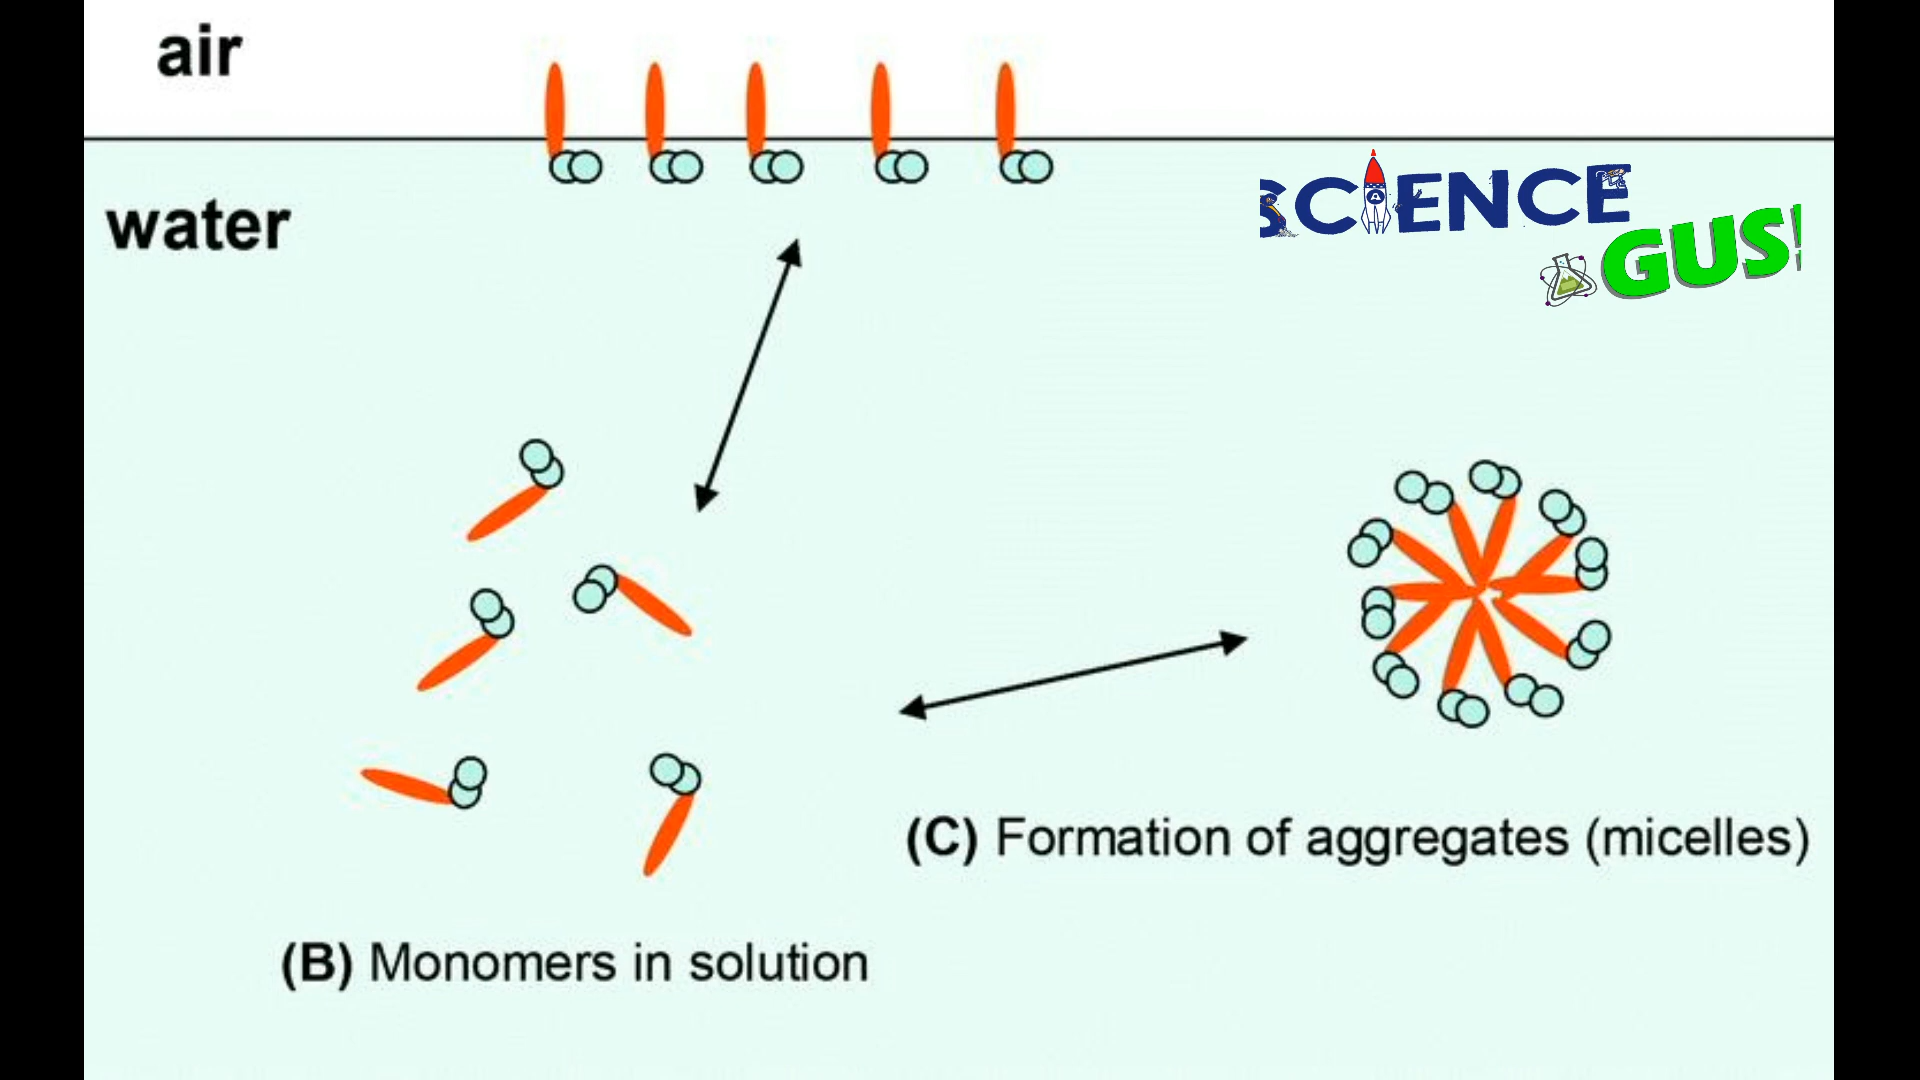 air
water
SCIENCE
GUS!
(C) Formation of aggregates (micelles)
(B) Monomers in solution